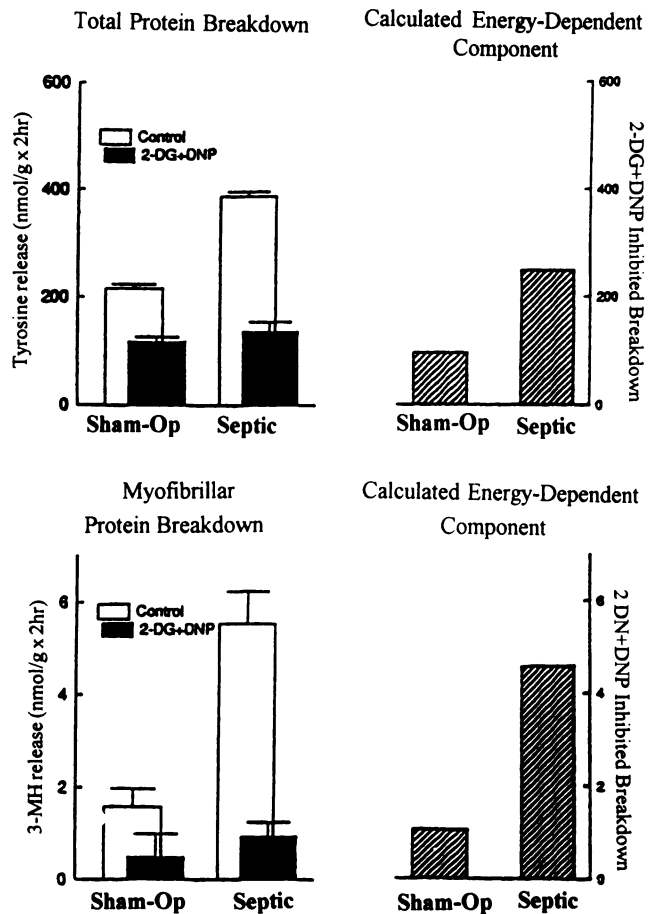 Total Protein Breakdown
Calculated Energy-Dependent
Component
600
400
200
0
Tyrosine release (nmol/g x 2hr)
Control
2-DG+DNP
Sham-Op Septic
600
400
200
0
2-DG+DNP Inhibited Breakdown
Sham-Op Septic
Myofibrillar
Protein Breakdown
Calculated Energy-Dependent
Component
6
4
2
0
3-MH release (nmol/g x 2hr)
Control
2-DG+DNP
Sham-Op Septic
6
4
2
0
2 DN+DNP Inhibited Breakdown
Sham-Op Septic